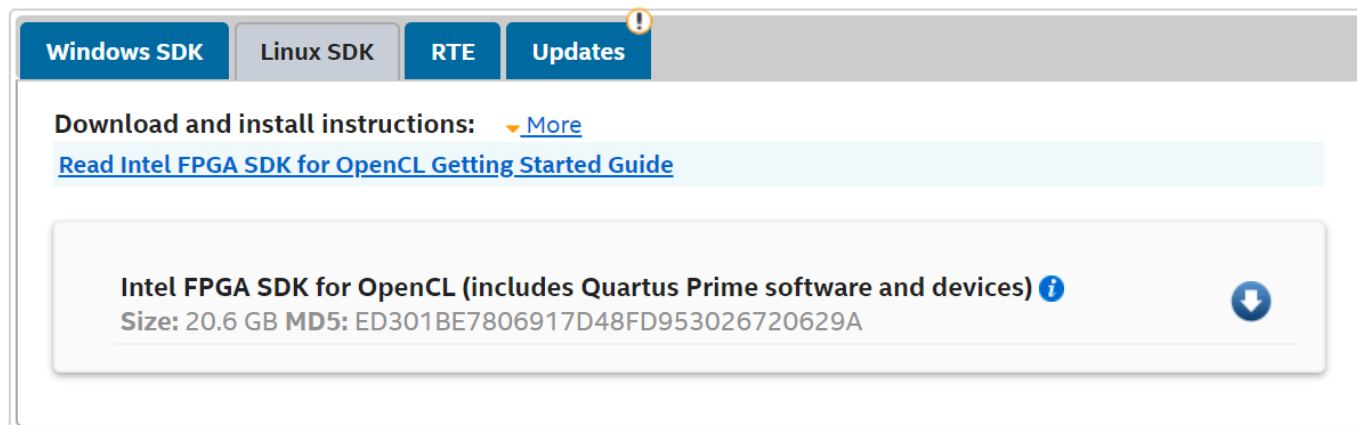 Windows SDK Linux SDK RTE Updates !
Download and install instructions: More
Read Intel FPGA SDK for OpenCL Getting Started Guide
Intel FPGA SDK for OpenCL (includes Quartus Prime software and devices) i
Size: 20.6 GB MD5: ED301BE7806917D48FD953026720629A